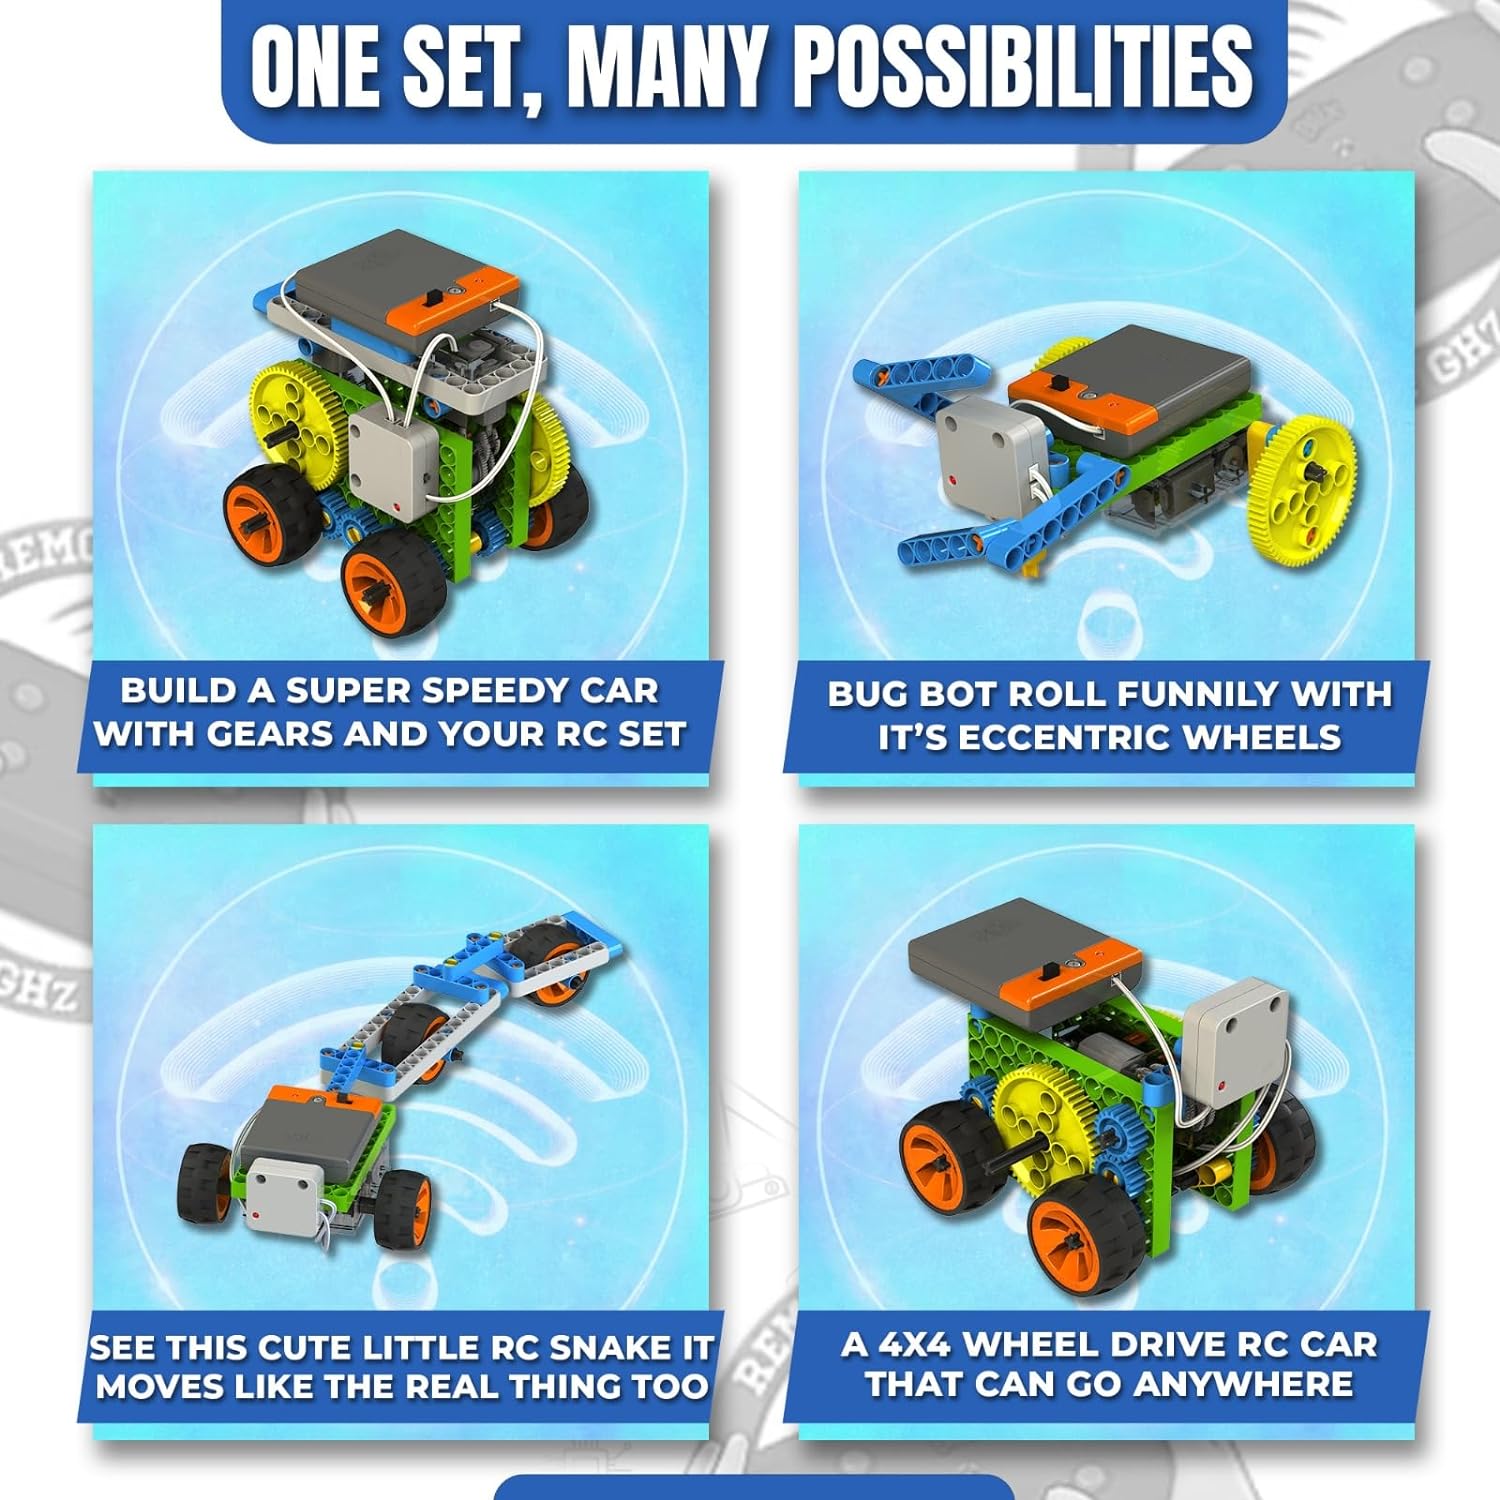 ONE SET, MANY POSSIBILITIES
BUILD A SUPER SPEEDY CAR
WITH GEARS AND YOUR RC SET
BUG BOT ROLL FUNNILY WITH
IT'S ECCENTRIC WHEELS
SEE THIS CUTE LITTLE RC SNAKE IT
MOVES LIKE THE REAL THING TOO
A 4X4 WHEEL DRIVE RC CAR
THAT CAN GO ANYWHERE
GHZ
GHZ